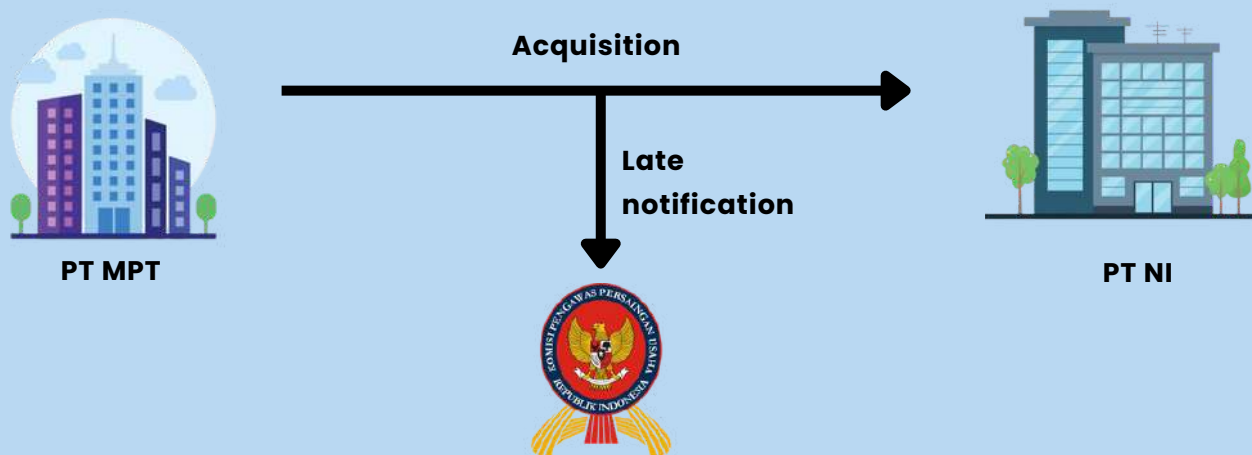 Acquisition
Late
notification
PT MPT
PT NI
KOMISI PENGAWAS PERSAINGAN USAHA
REPUBLIK INDONESIA